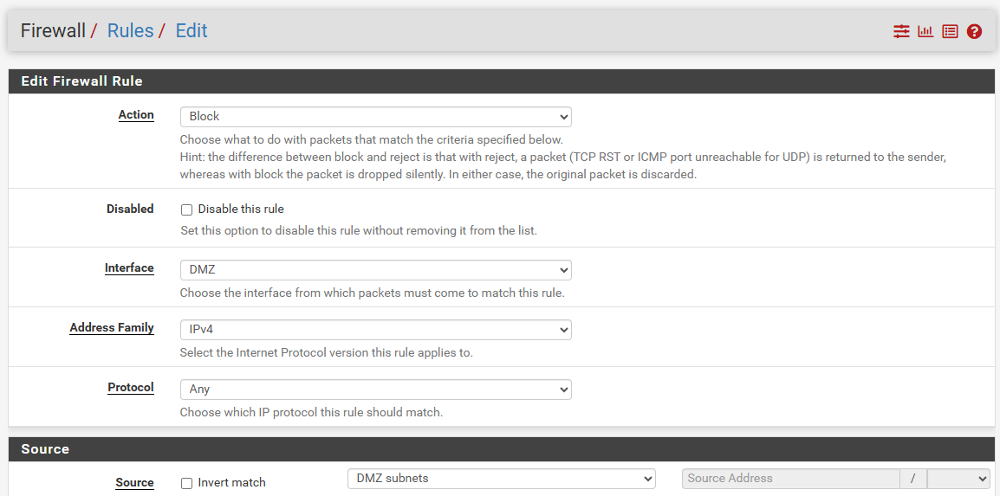 Firewall / Rules / Edit
Edit Firewall Rule
Action
Block
Choose what to do with packets that match the criteria specified below.
Hint: the difference between block and reject is that with reject, a packet (TCP RST or ICMP port unreachable for UDP) is returned to the sender,
whereas with block the packet is dropped silently. In either case, the original packet is discarded.
Disabled
Disable this rule
Set this option to disable this rule without removing it from the list.
Interface
DMZ
Choose the interface from which packets must come to match this rule.
Address Family
IPv4
Select the Internet Protocol version this rule applies to.
Protocol
Any
Choose which IP protocol this rule should match.
Source
Source
Invert match
DMZ subnets
Source Address
/